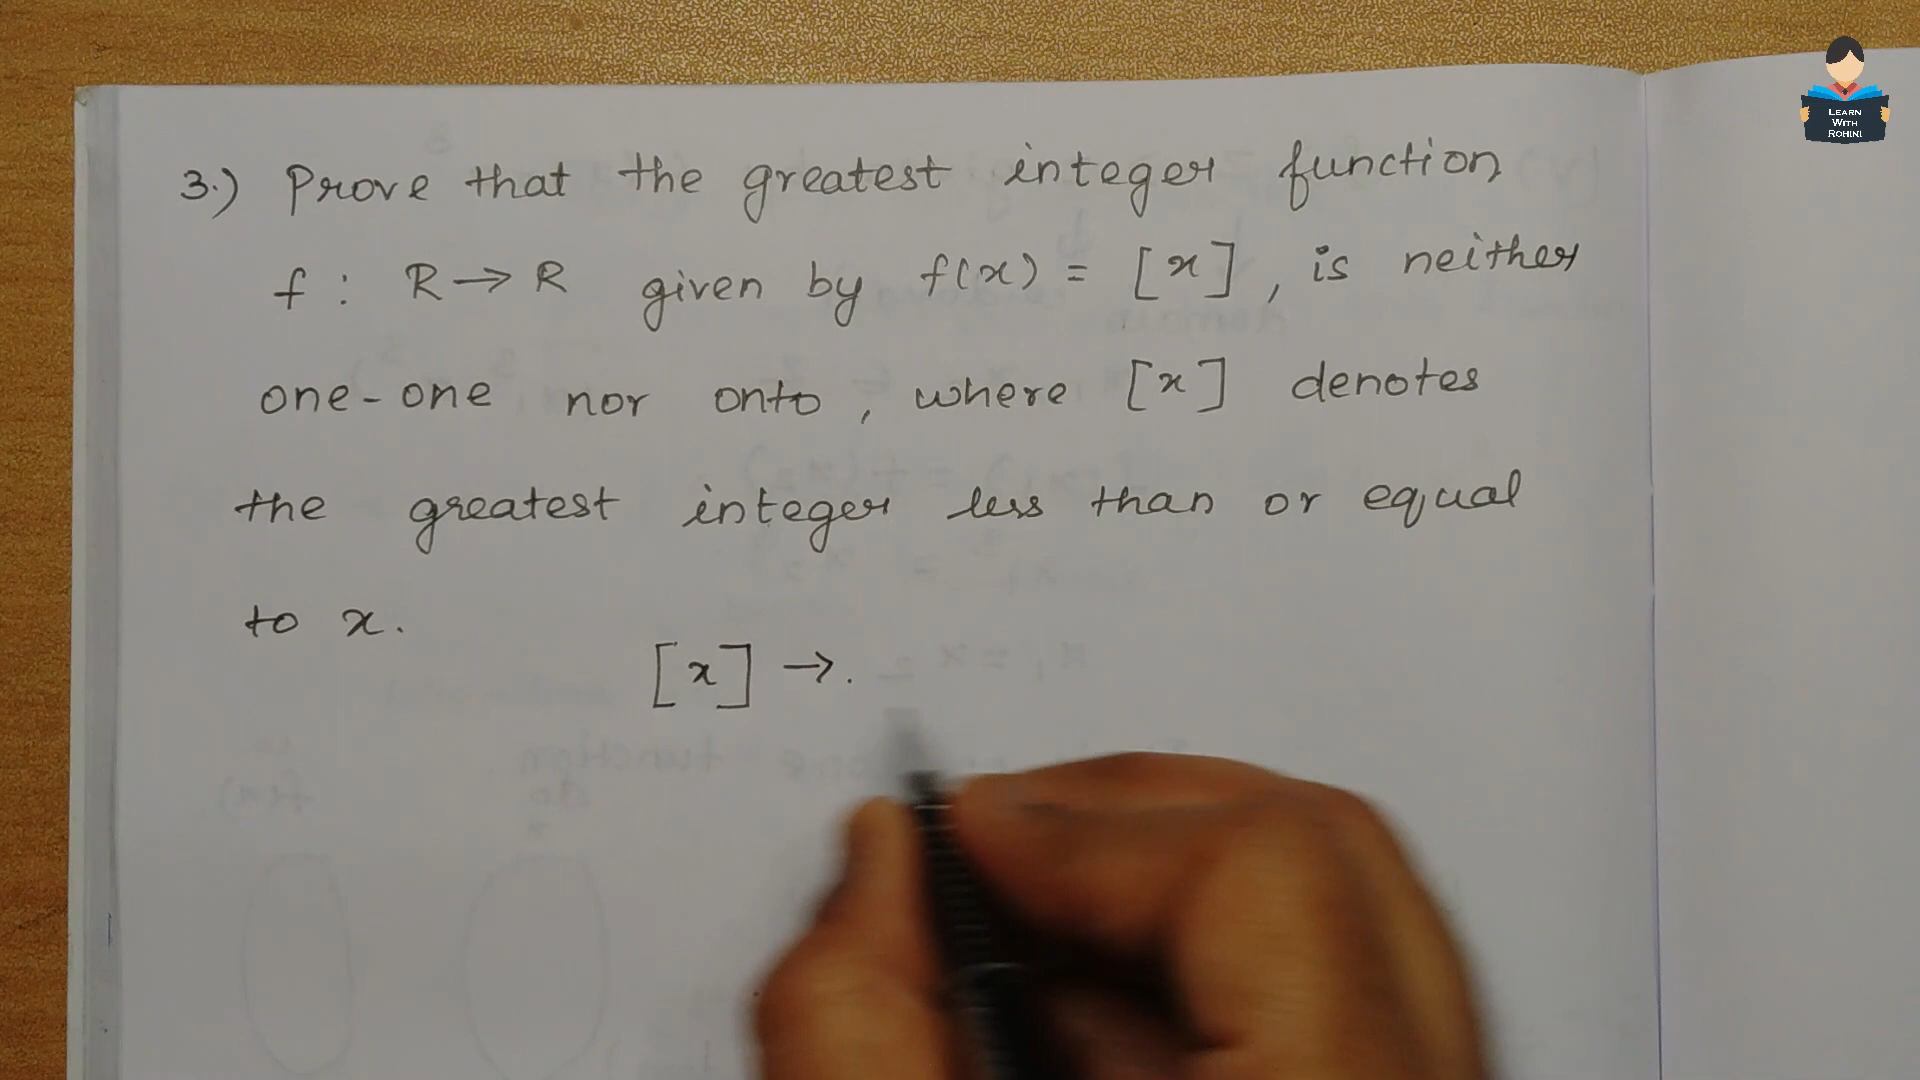 LEARN
WITH
ROHINI
3.) Prove that the greatest integer function
f : R → R given by f(x) = [x], is neither
one-one nor onto, where [x] denotes
the greatest integer less than or equal
to x.
[x] → .